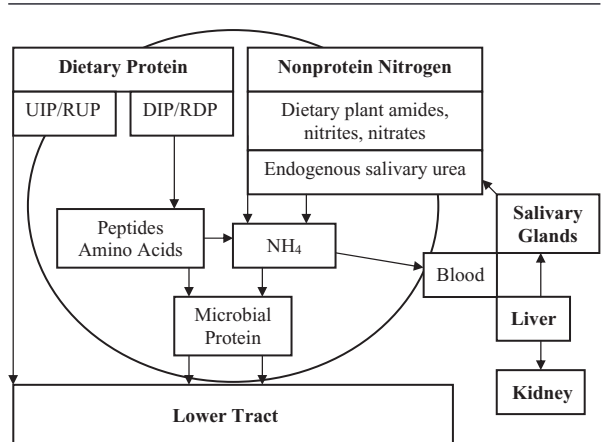 Dietary Protein
Nonprotein Nitrogen
UIP/RUP
DIP/RDP
Dietary plant amides,
nitrites, nitrates
Endogenous salivary urea
Peptides
Amino Acids
NH₄
Salivary
Glands
Blood
Microbial
Protein
Liver
Kidney
Lower Tract